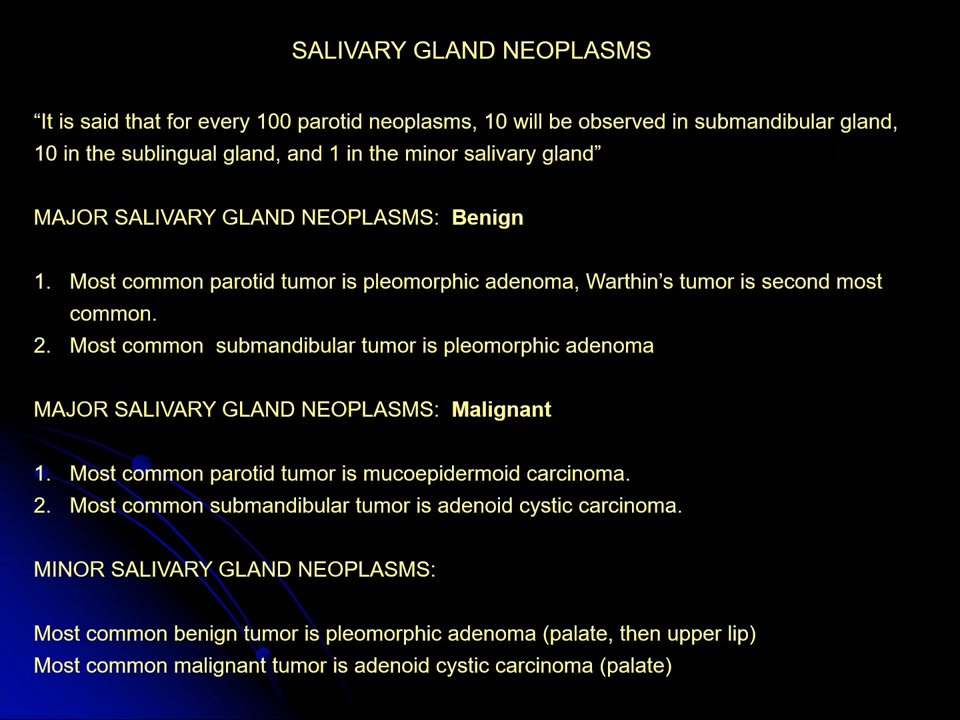 SALIVARY GLAND NEOPLASMS
“It is said that for every 100 parotid neoplasms, 10 will be observed in submandibular gland,
10 in the sublingual gland, and 1 in the minor salivary gland”
MAJOR SALIVARY GLAND NEOPLASMS: Benign
1. Most common parotid tumor is pleomorphic adenoma, Warthin’s tumor is second most
common.
2. Most common submandibular tumor is pleomorphic adenoma
MAJOR SALIVARY GLAND NEOPLASMS: Malignant
1. Most common parotid tumor is mucoepidermoid carcinoma.
2. Most common submandibular tumor is adenoid cystic carcinoma.
MINOR SALIVARY GLAND NEOPLASMS:
Most common benign tumor is pleomorphic adenoma (palate, then upper lip)
Most common malignant tumor is adenoid cystic carcinoma (palate)